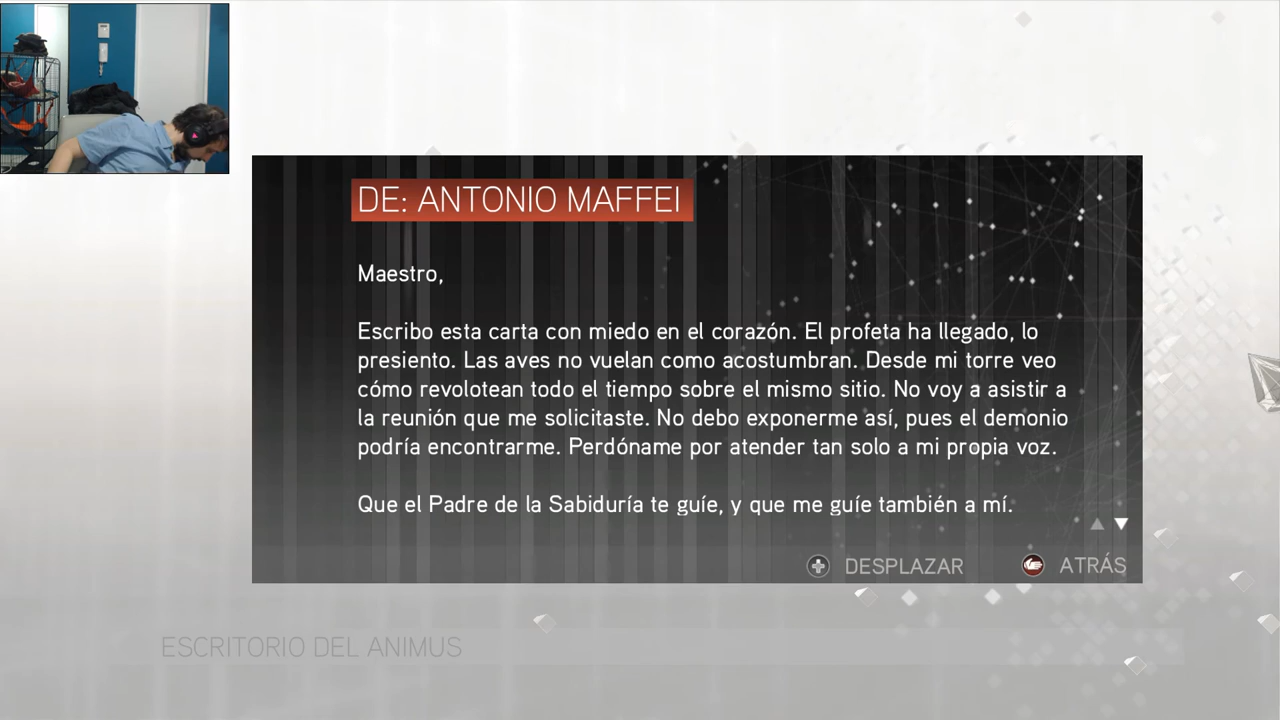 DE: ANTONIO MAFFEI
Maestro,
Escribo esta carta con miedo en el corazón. El profeta ha llegado, lo
presiento. Las aves no vuelan como acostumbran. Desde mi torre veo
cómo revolotean todo el tiempo sobre el mismo sitio. No voy a asistir a
la reunión que me solicitaste. No debo exponerme así, pues el demonio
podría encontrarme. Perdóname por atender tan solo a mi propia voz.
Que el Padre de la Sabiduría te guíe, y que me guíe también a mí.
DESPLAZAR
ATRÁS
ESCRITORIO DEL ANIMUS